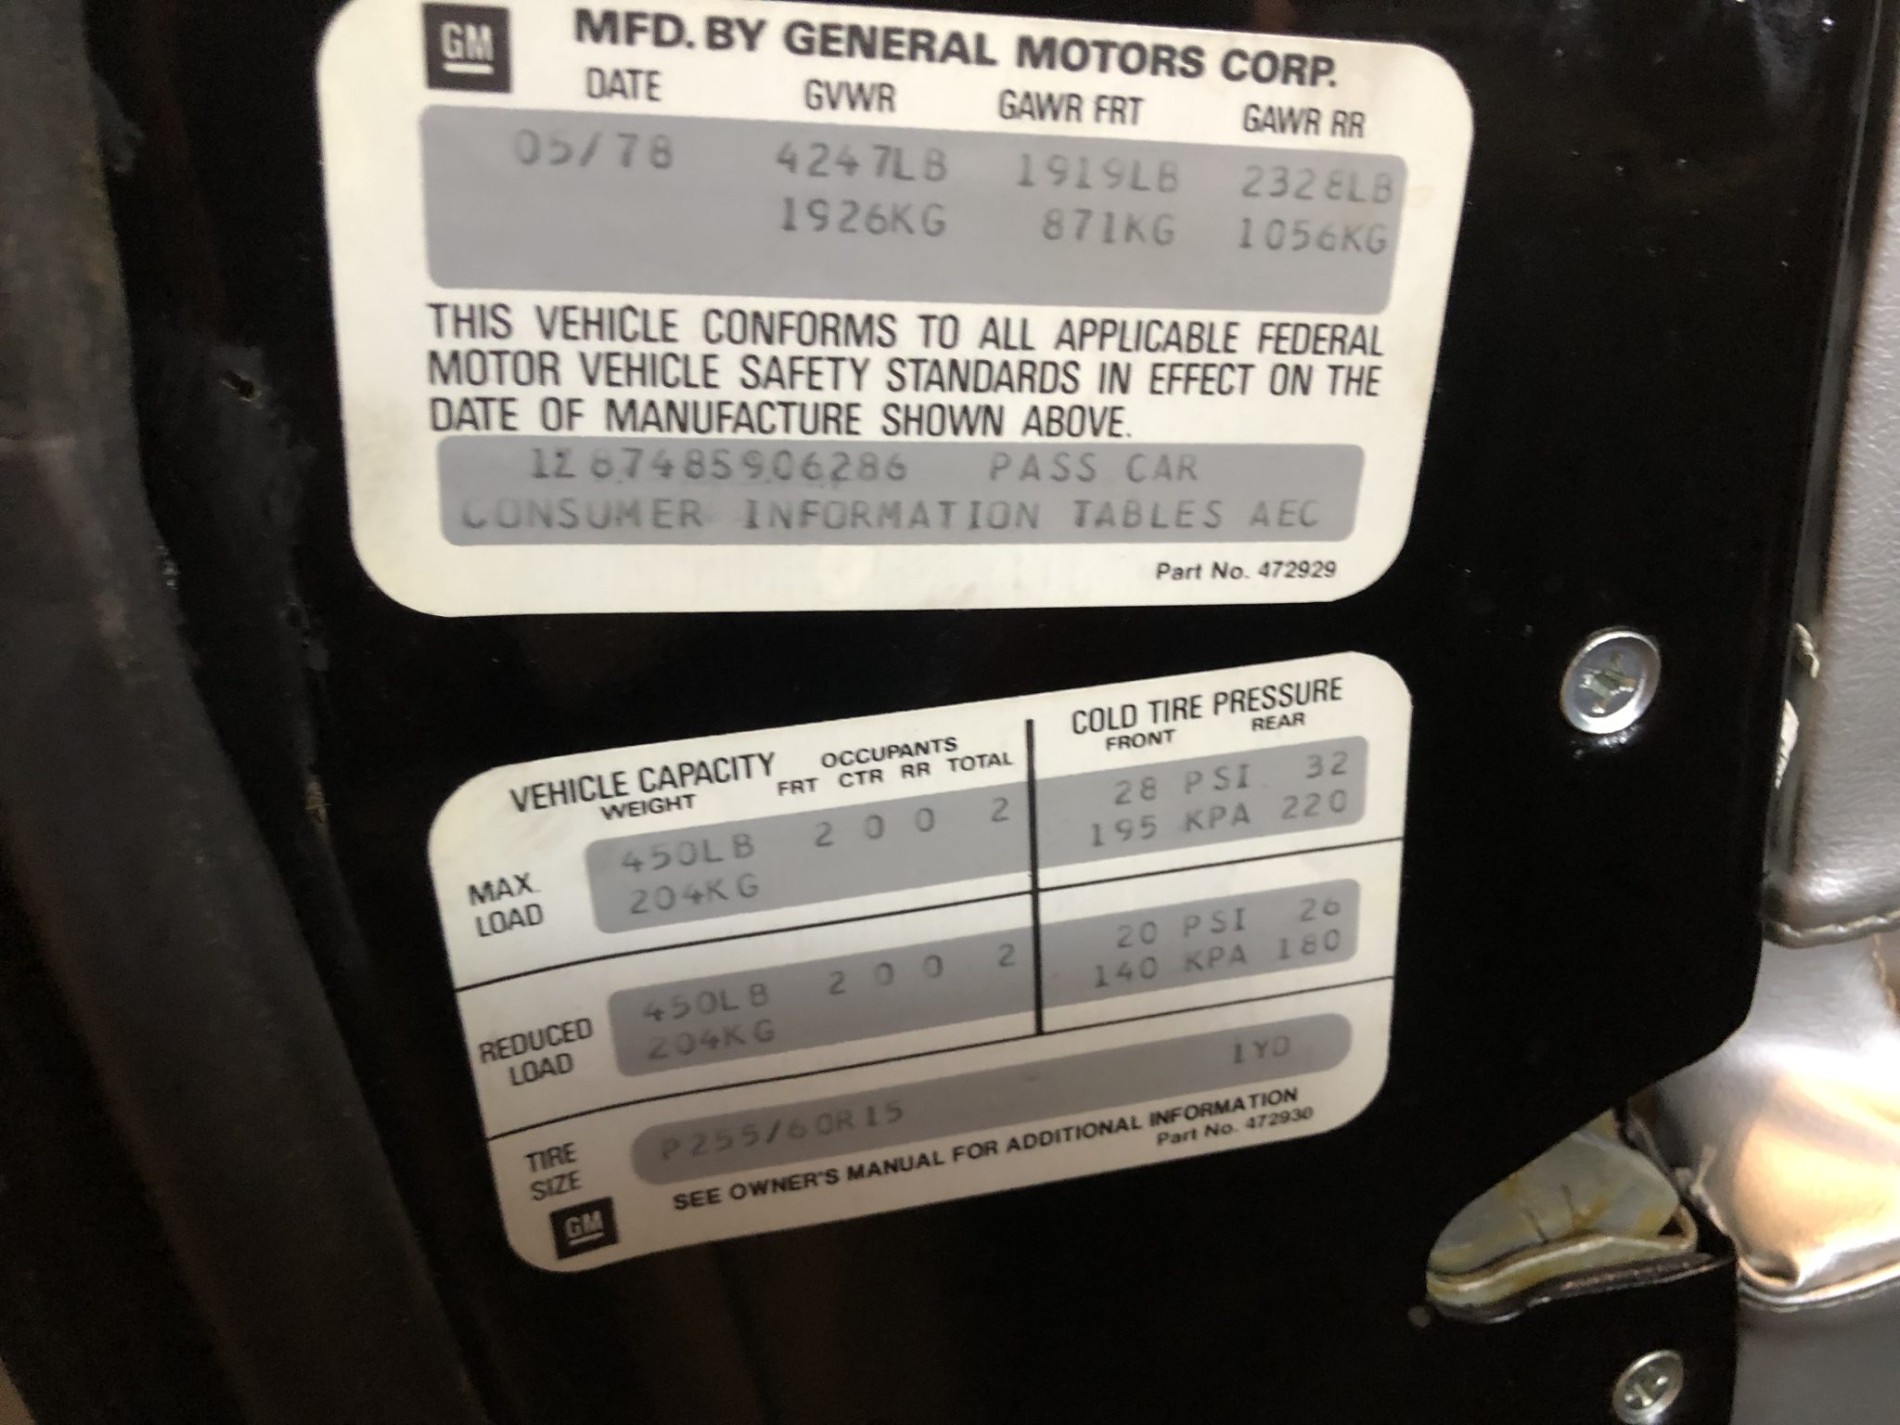 GM MFD. BY GENERAL MOTORS CORP.
DATE GVWR GAWR FRT GAWR RR
05/78 4247LB 1919LB 2328LB
1926KG 871KG 1056KG
THIS VEHICLE CONFORMS TO ALL APPLICABLE FEDERAL
MOTOR VEHICLE SAFETY STANDARDS IN EFFECT ON THE
DATE OF MANUFACTURE SHOWN ABOVE.
1Z87485906286 PASS CAR
CONSUMER INFORMATION TABLES AEC
Part No. 472929
VEHICLE CAPACITY OCCUPANTS COLD TIRE PRESSURE
WEIGHT FRT CTR RR TOTAL FRONT REAR
MAX. LOAD
450LB 2 0 0 2 28 PSI 32
204KG 195 KPA 220
REDUCED LOAD
450LB 2 0 0 2 20 PSI 26
204KG 140 KPA 180
TIRE SIZE
P255/60R15 1YD
SEE OWNER'S MANUAL FOR ADDITIONAL INFORMATION
Part No. 472930
GM